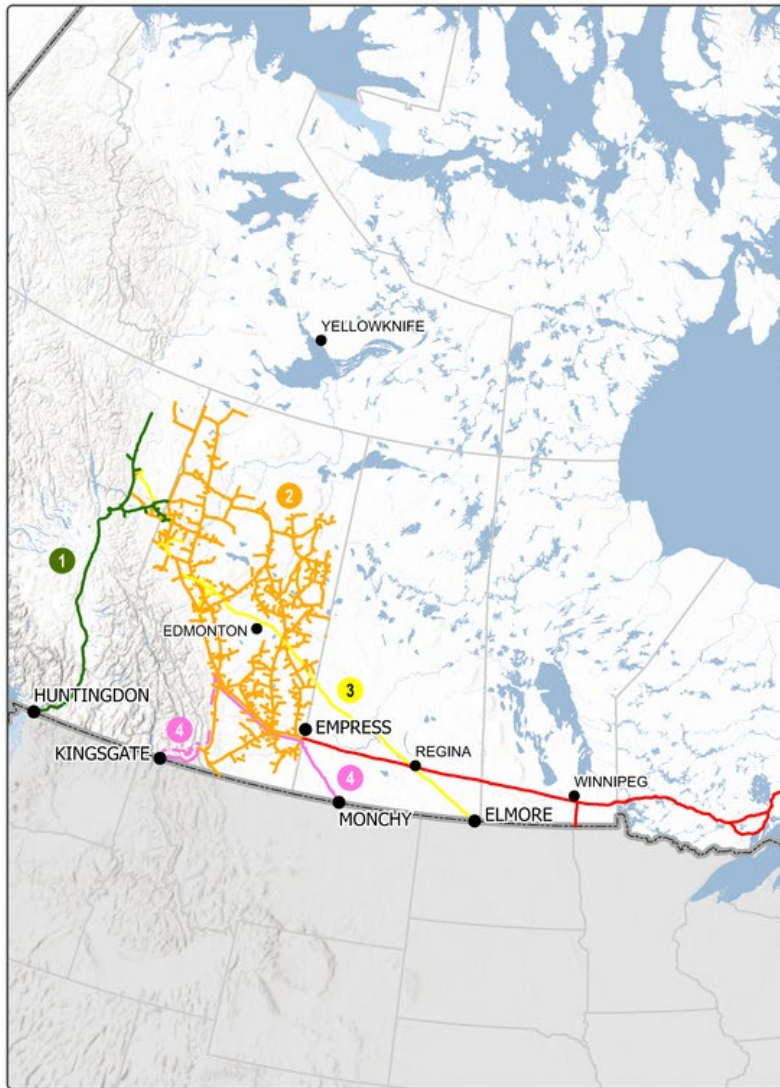 YELLOWKNIFE
2
1
EDMONTON
3
HUNTINGDON
4
EMPRESS
KINGSGATE
REGINA
4
WINNIPEG
MONCHY
ELMORE